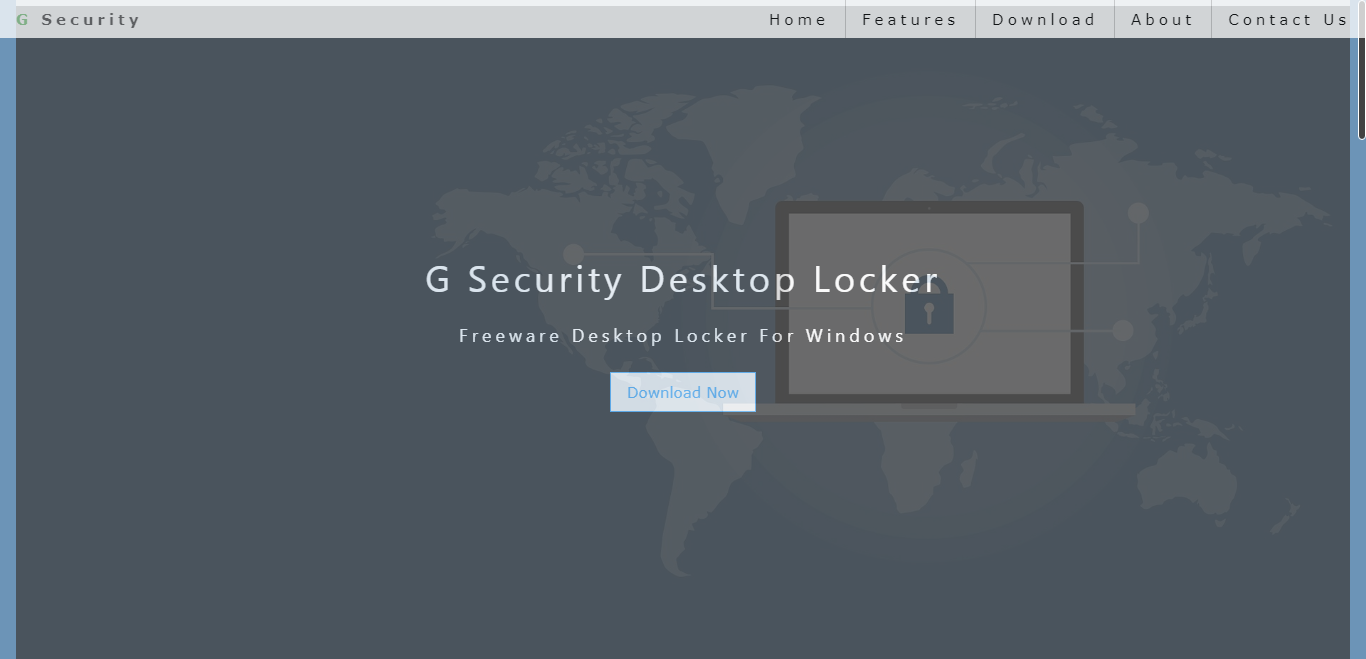 G Security
Home
Features
Download
About
Contact Us
G Security Desktop Locker
Freeware Desktop Locker For Windows
Download Now